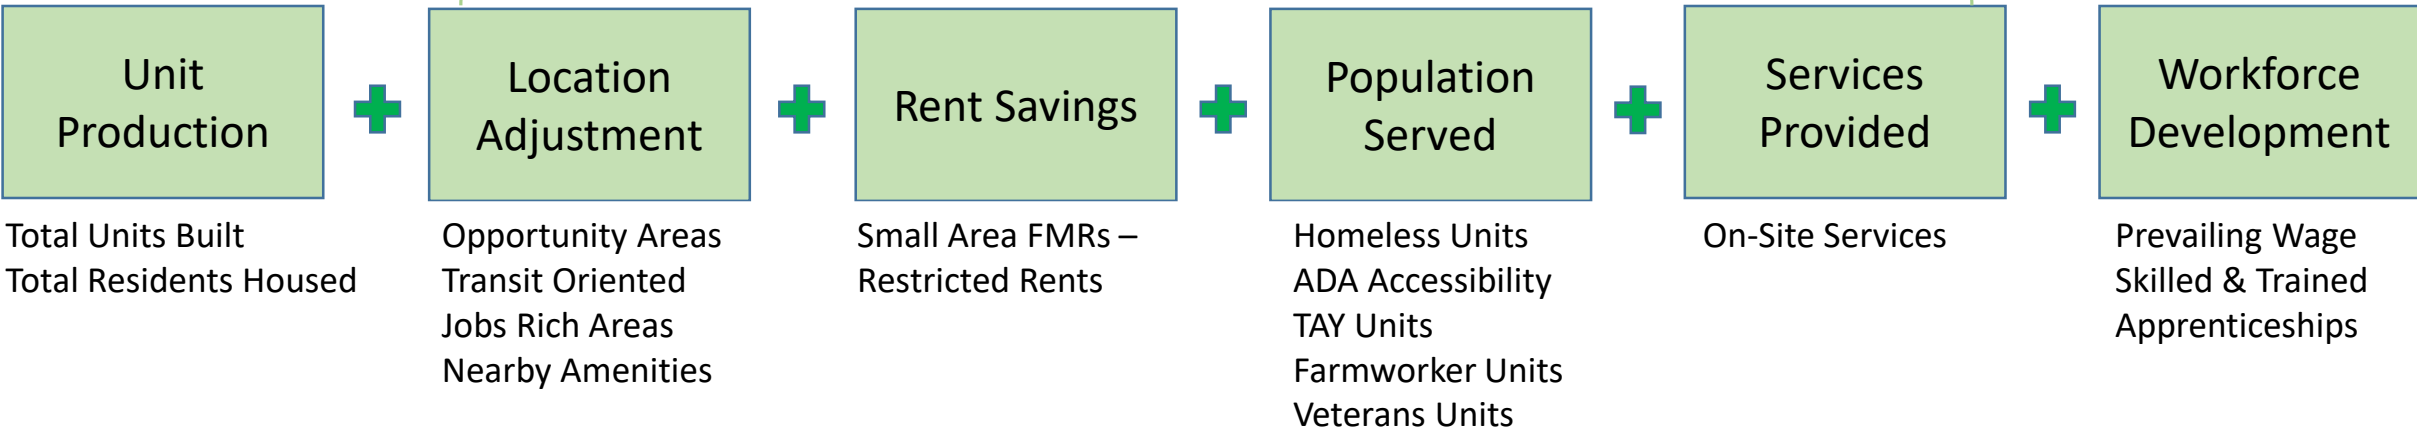 Unit
Production
Location
Adjustment
Rent Savings
Population
Served
Services
Provided
Workforce
Development
Total Units Built
Total Residents Housed
Opportunity Areas
Transit Oriented
Jobs Rich Areas
Nearby Amenities
Small Area FMRs –
Restricted Rents
Homeless Units
ADA Accessibility
TAY Units
Farmworker Units
Veterans Units
On-Site Services
Prevailing Wage
Skilled & Trained
Apprenticeships